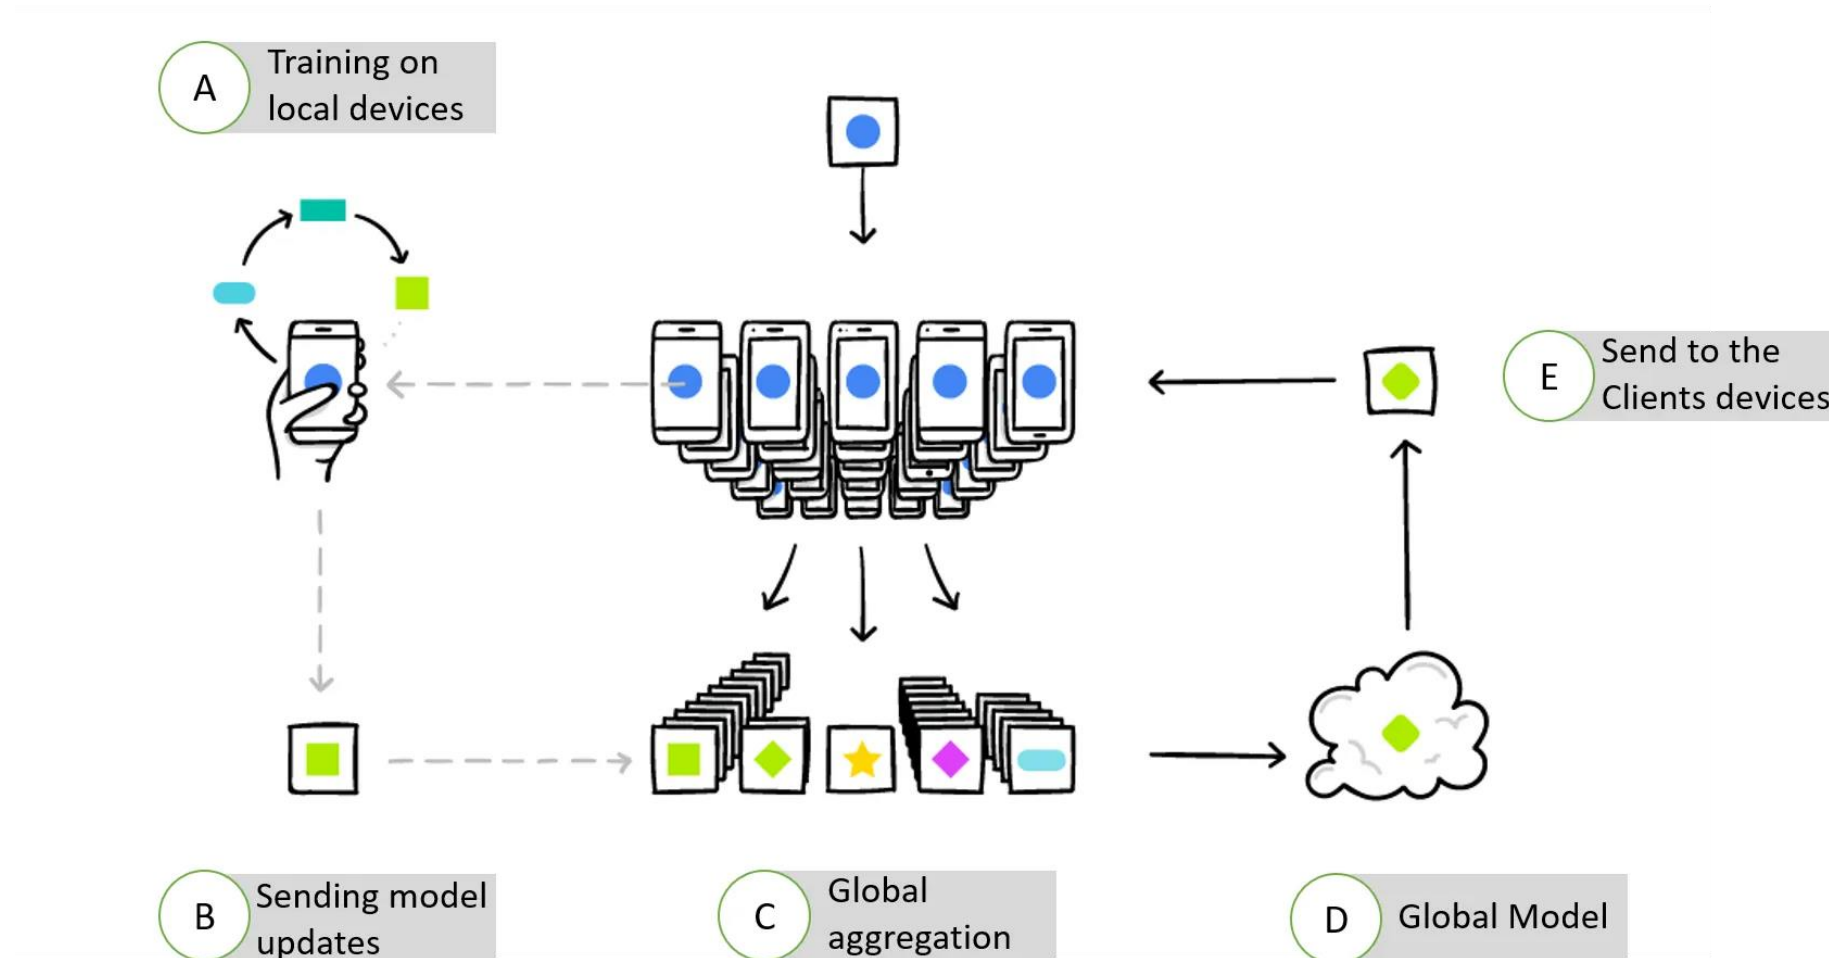 A
Training on
local devices
E
Send to the
Clients devices
B
Sending model
updates
C
Global
aggregation
D
Global Model